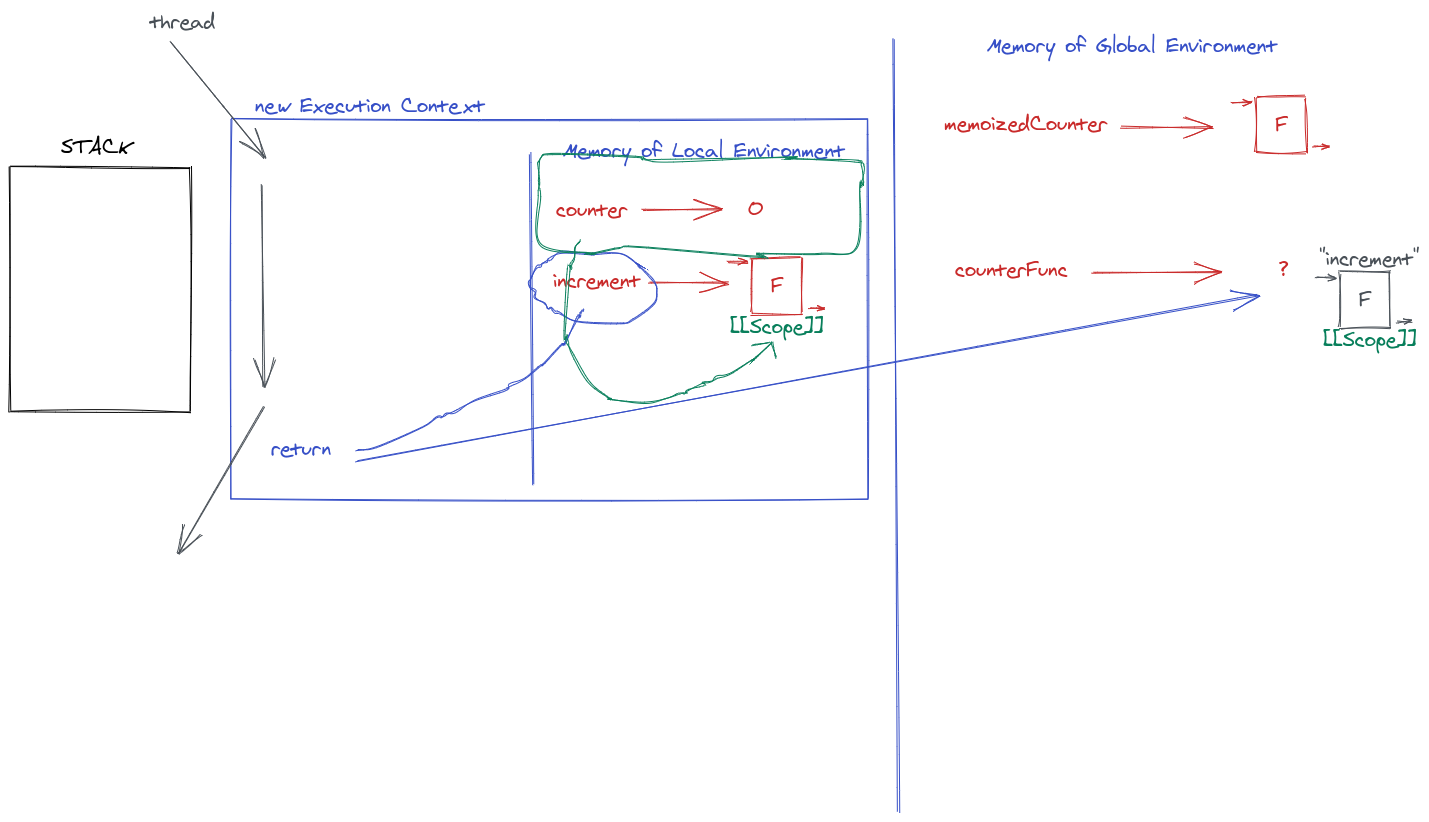 thread
STACK
new Execution Context
Memory of Local Environment
counter
0
increment
F
[[Scope]]
return
Memory of Global Environment
memoizedCounter
F
counterFunc
?
"increment"
F
[[Scope]]